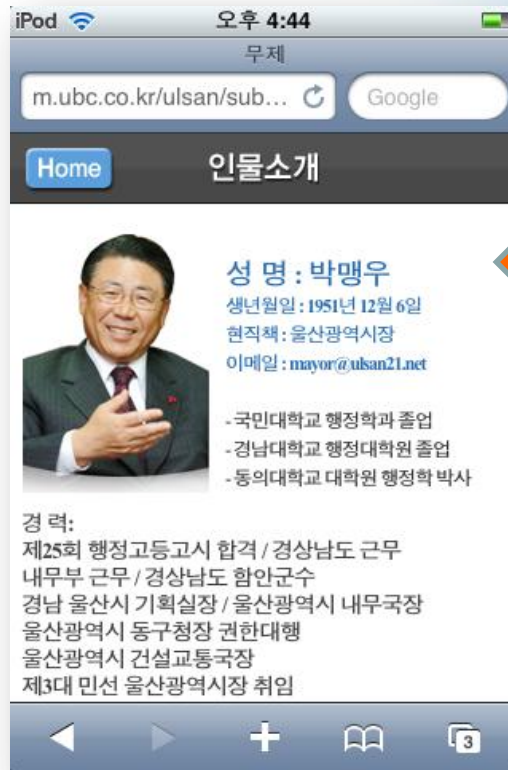 iPod 오후 4:44
무제
m.ubc.co.kr/ulsan/sub... Google
Home 인물소개
성 명 : 박맹우
생년월일 : 1951년 12월 6일
현직책 : 울산광역시장
이메일 : mayor@ulsan21.net
- 국민대학교 행정학과 졸업
- 경남대학교 행정대학원 졸업
- 동의대학교 대학원 행정학 박사
경 력:
제25회 행정고등고시 합격 / 경상남도 근무
내무부 근무 / 경상남도 함안군수
경남 울산시 기획실장 / 울산광역시 내무국장
울산광역시 동구청장 권한대행
울산광역시 건설교통국장
제3대 민선 울산광역시장 취임
3